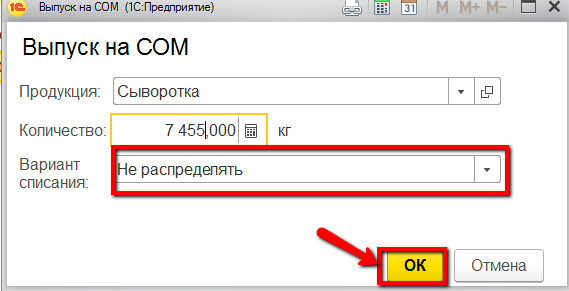 1С Выпуск на СОМ (1С:Предприятие) 31 M M+ M-
Выпуск на СОМ
Продукция: Сыворотка
Количество: 7 455,000 кг
Вариант
списания: Не распределять
ОК Отмена